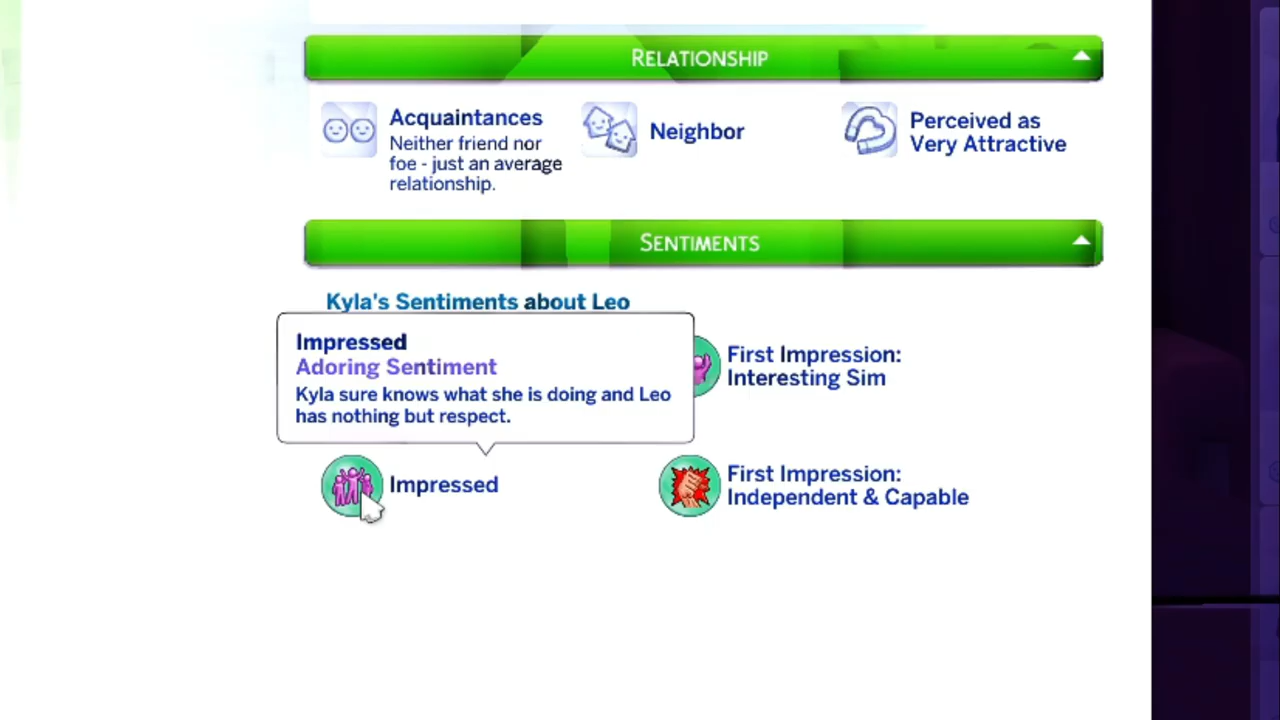 RELATIONSHIP
Acquaintances
Neither friend nor
foe - just an average
relationship.
Neighbor
Perceived as
Very Attractive
SENTIMENTS
Kyla's Sentiments about Leo
Impressed
Adoring Sentiment
Kyla sure knows what she is doing and Leo
has nothing but respect.
First Impression:
Interesting Sim
Impressed
First Impression:
Independent & Capable